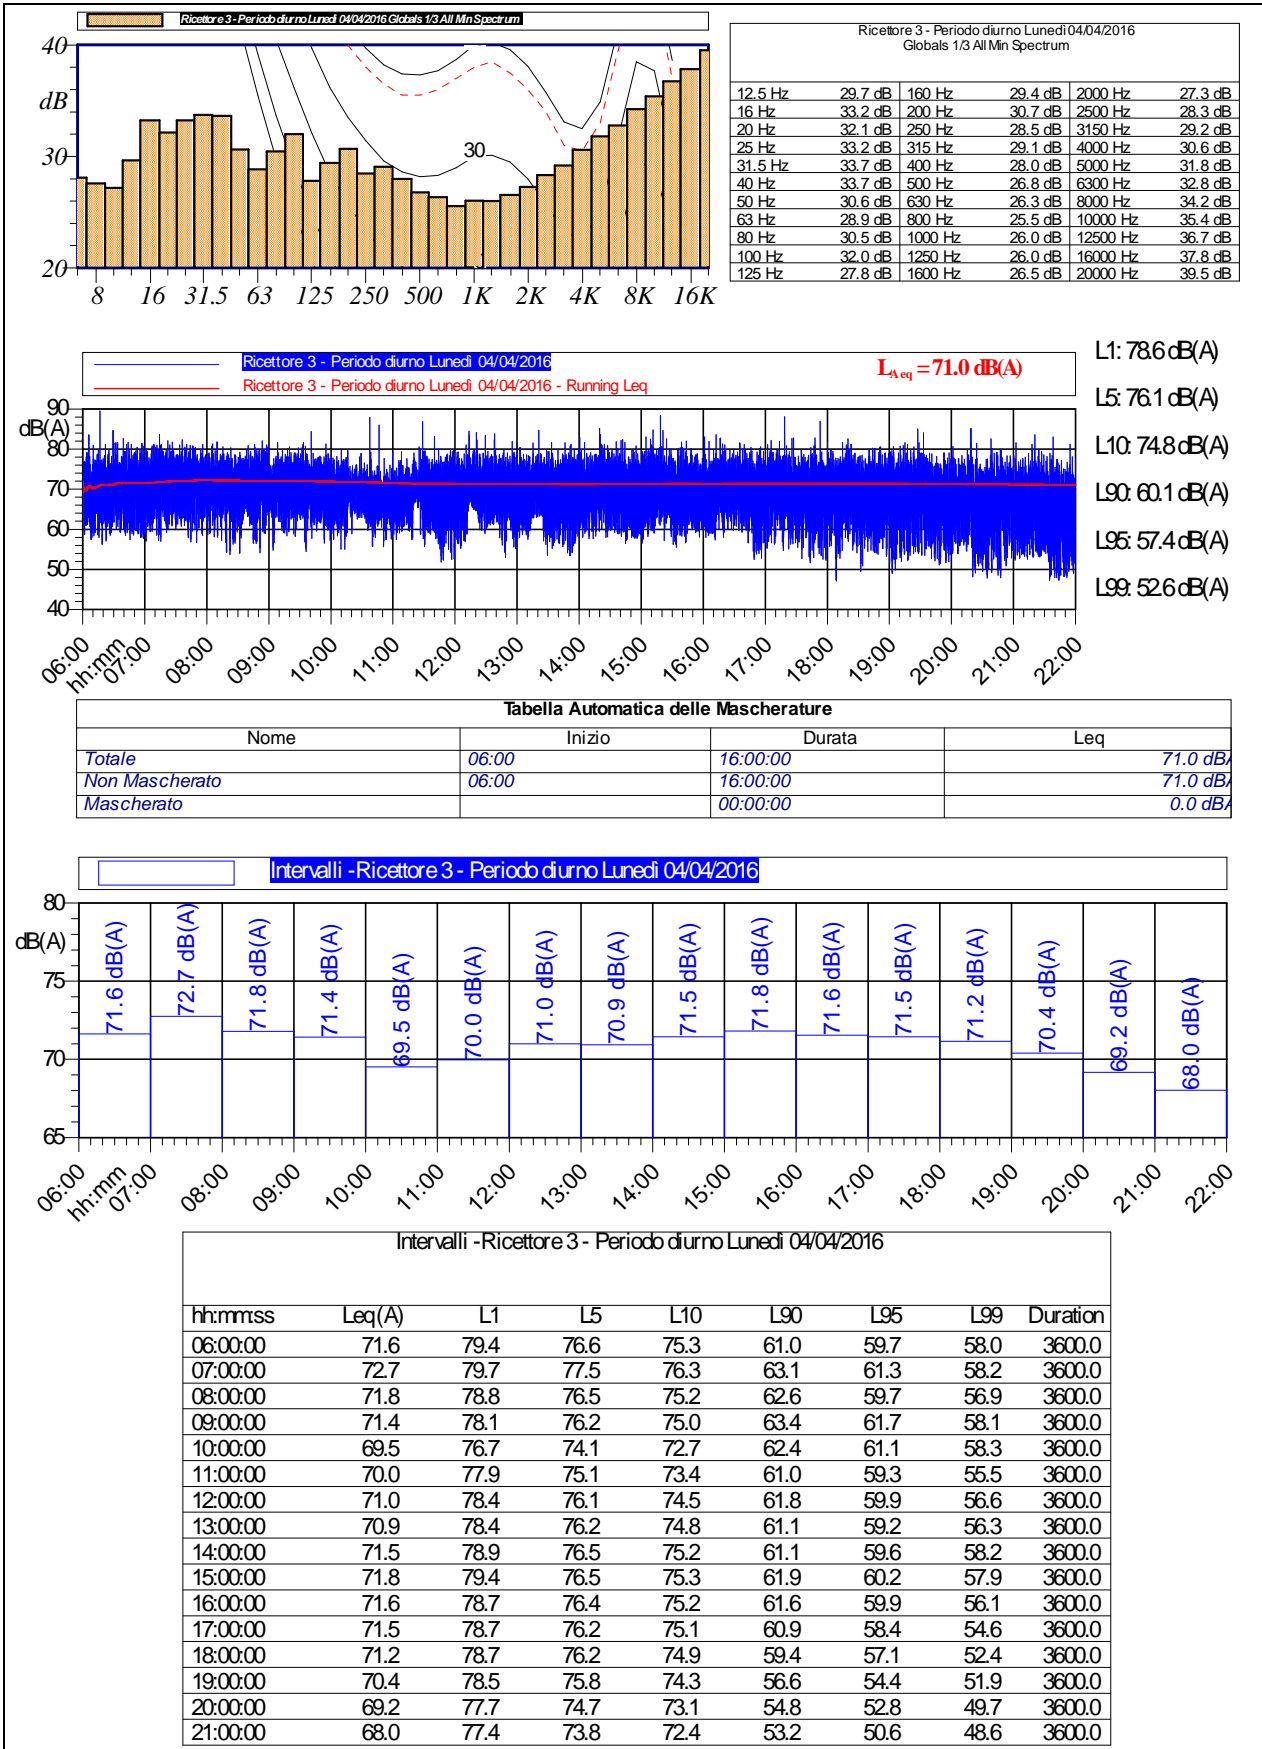 Ricettore 3 - Periodo diurno Lunedì 04/04/2016 Globals 1/3 All Min Spectrum
40
dB
30
20
30
8 16 31.5 63 125 250 500 1K 2K 4K 8K 16K
Ricettore 3 - Periodo diurno Lunedì 04/04/2016
Globals 1/3 All Min Spectrum
12.5 Hz 29.7 dB 160 Hz 29.4 dB 2000 Hz 27.3 dB
16 Hz 33.2 dB 200 Hz 30.7 dB 2500 Hz 28.3 dB
20 Hz 32.1 dB 250 Hz 28.5 dB 3150 Hz 29.2 dB
25 Hz 33.2 dB 315 Hz 29.1 dB 4000 Hz 30.6 dB
31.5 Hz 33.7 dB 400 Hz 28.0 dB 5000 Hz 31.8 dB
40 Hz 33.7 dB 500 Hz 26.8 dB 6300 Hz 32.8 dB
50 Hz 30.6 dB 630 Hz 26.3 dB 8000 Hz 34.2 dB
63 Hz 28.9 dB 800 Hz 25.5 dB 10000 Hz 35.4 dB
80 Hz 30.5 dB 1000 Hz 26.0 dB 12500 Hz 36.7 dB
100 Hz 32.0 dB 1250 Hz 26.0 dB 16000 Hz 37.8 dB
125 Hz 27.8 dB 1600 Hz 26.5 dB 20000 Hz 39.5 dB
Ricettore 3 - Periodo diurno Lunedì 04/04/2016
Ricettore 3 - Periodo diurno Lunedì 04/04/2016 - Running Leq
LAeq = 71.0 dB(A)
90
dB(A)
80
70
60
50
40
06:00 07:00 08:00 09:00 10:00 11:00 12:00 13:00 14:00 15:00 16:00 17:00 18:00 19:00 20:00 21:00 22:00
hh:mm
L1: 78.6 dB(A)
L5: 76.1 dB(A)
L10: 74.8 dB(A)
L90: 60.1 dB(A)
L95: 57.4 dB(A)
L99: 52.6 dB(A)
Tabella Automatica delle Mascherature
Nome Inizio Durata Leq
Totale 06:00 16:00:00 71.0 dBA
Non Mascherato 06:00 16:00:00 71.0 dBA
Mascherato 00:00:00 0.0 dBA
Intervalli - Ricettore 3 - Periodo diurno Lunedì 04/04/2016
80
dB(A)
75
70
65
71.6 dB(A) 72.7 dB(A) 71.8 dB(A) 71.4 dB(A) 69.5 dB(A) 70.0 dB(A) 71.0 dB(A) 70.9 dB(A) 71.5 dB(A) 71.8 dB(A) 71.6 dB(A) 71.5 dB(A) 71.2 dB(A) 70.4 dB(A) 69.2 dB(A) 68.0 dB(A)
06:00 07:00 08:00 09:00 10:00 11:00 12:00 13:00 14:00 15:00 16:00 17:00 18:00 19:00 20:00 21:00 22:00
hh:mm
Intervalli - Ricettore 3 - Periodo diurno Lunedì 04/04/2016
hh:mm:ss Leq(A) L1 L5 L10 L90 L95 L99 Duration
06:00:00 71.6 79.4 76.6 75.3 61.0 59.7 58.0 3600.0
07:00:00 72.7 79.7 77.5 76.3 63.1 61.3 58.2 3600.0
08:00:00 71.8 78.8 76.5 75.2 62.6 59.7 56.9 3600.0
09:00:00 71.4 78.1 76.2 75.0 63.4 61.7 58.1 3600.0
10:00:00 69.5 76.7 74.1 72.7 62.4 61.1 58.3 3600.0
11:00:00 70.0 77.9 75.1 73.4 61.0 59.3 55.5 3600.0
12:00:00 71.0 78.4 76.1 74.5 61.8 59.9 56.6 3600.0
13:00:00 70.9 78.4 76.2 74.8 61.1 59.2 56.3 3600.0
14:00:00 71.5 78.9 76.5 75.2 61.1 59.6 58.2 3600.0
15:00:00 71.8 79.4 76.5 75.3 61.9 60.2 57.9 3600.0
16:00:00 71.6 78.7 76.4 75.2 61.6 59.9 56.1 3600.0
17:00:00 71.5 78.7 76.2 75.1 60.9 58.4 54.6 3600.0
18:00:00 71.2 78.7 76.2 74.9 59.4 57.1 52.4 3600.0
19:00:00 70.4 78.5 75.8 74.3 56.6 54.4 51.9 3600.0
20:00:00 69.2 77.7 74.7 73.1 54.8 52.8 49.7 3600.0
21:00:00 68.0 77.4 73.8 72.4 53.2 50.6 48.6 3600.0